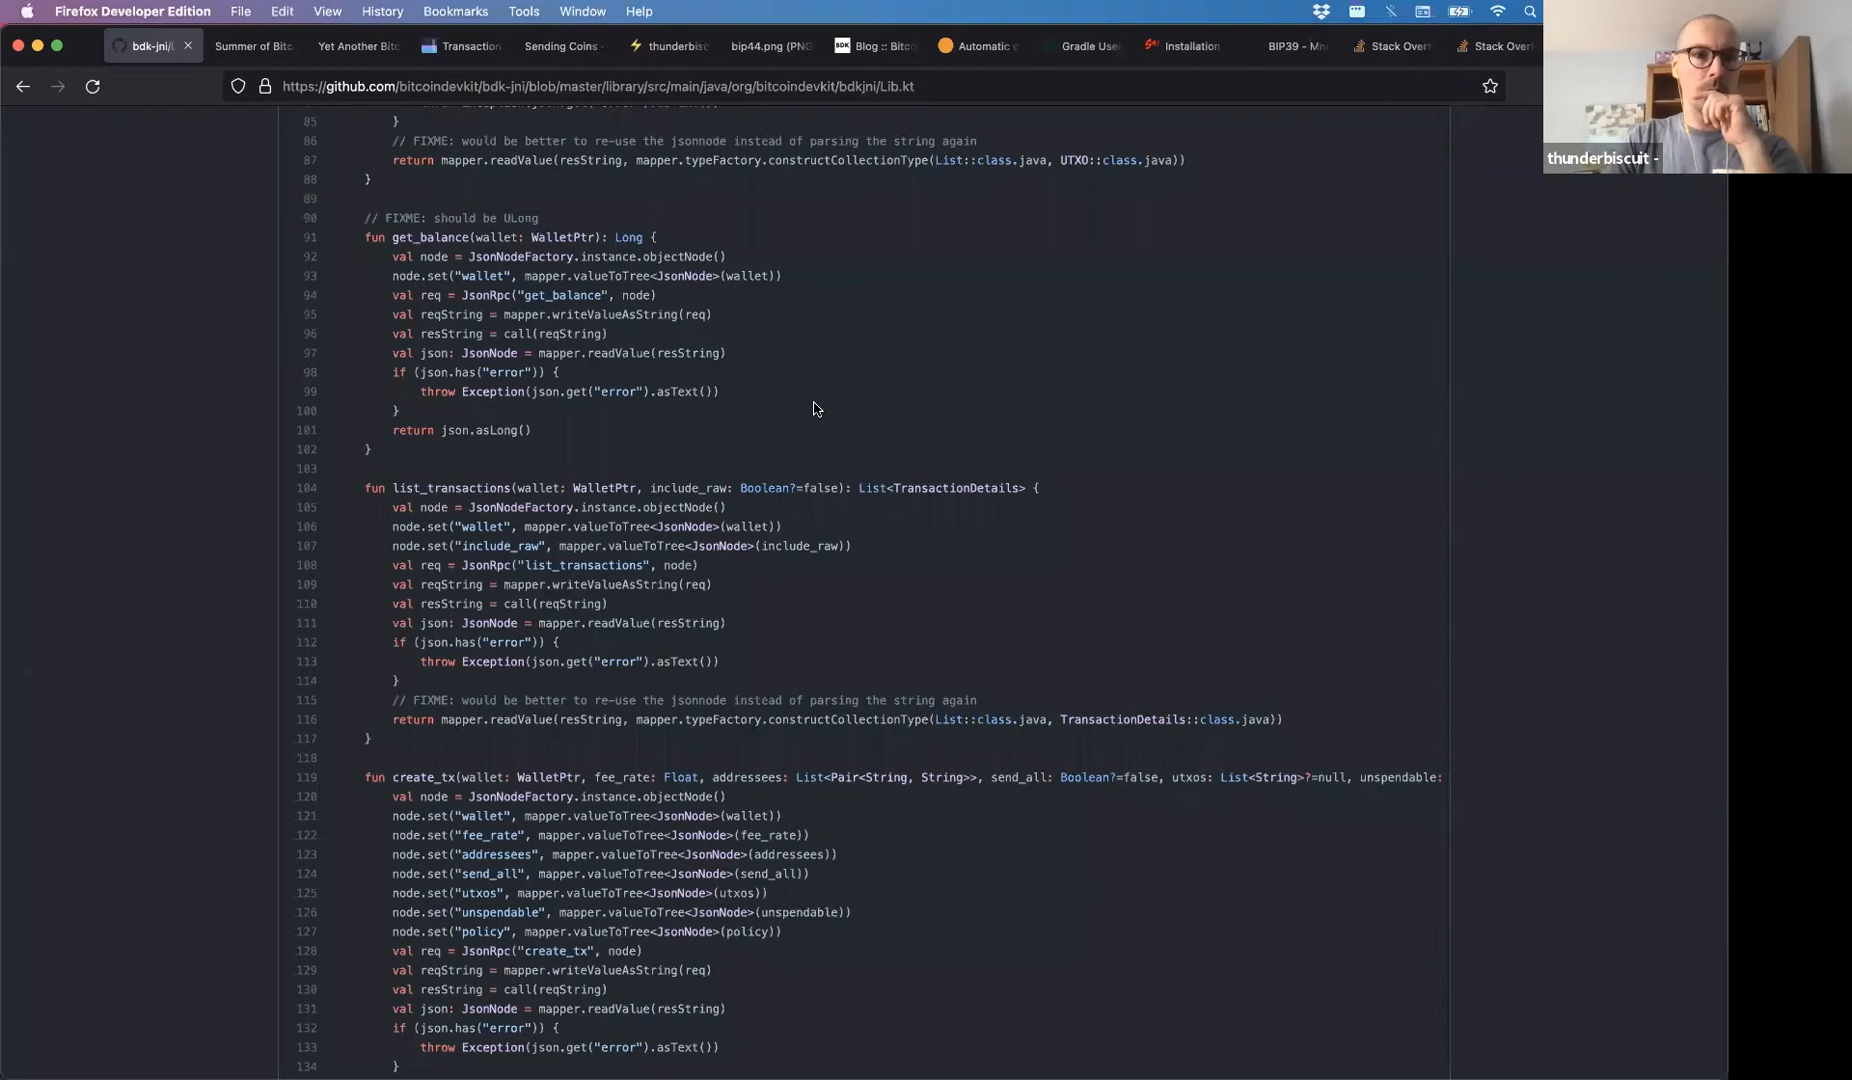 Firefox Developer Edition File Edit View History Bookmarks Tools Window Help
bdk-jni/L Summer of Bitc Yet Another Bitc Transaction Sending Coins - thunderbisc bip44.png (PNG BDK Blog :: Bitc Automatic c Gradle User Installation BIP39 - Mn Stack Overf Stack Overf
https://github.com/bitcoindevkit/bdk-jni/blob/master/library/src/main/java/org/bitcoindevkit/bdkjni/Lib.kt
thunderbiscuit -
85 }
86 // FIXME: would be better to re-use the jsonnode instead of parsing the string again
87 return mapper.readValue(resString, mapper.typeFactory.constructCollectionType(List::class.java, UTXO::class.java))
88 }
89
90 // FIXME: should be ULong
91 fun get_balance(wallet: WalletPtr): Long {
92 val node = JsonNodeFactory.instance.objectNode()
93 node.set("wallet", mapper.valueToTree<JsonNode>(wallet))
94 val req = JsonRpc("get_balance", node)
95 val reqString = mapper.writeValueAsString(req)
96 val resString = call(reqString)
97 val json: JsonNode = mapper.readValue(resString)
98 if (json.has("error")) {
99 throw Exception(json.get("error").asText())
100 }
101 return json.asLong()
102 }
103
104 fun list_transactions(wallet: WalletPtr, include_raw: Boolean?=false): List<TransactionDetails> {
105 val node = JsonNodeFactory.instance.objectNode()
106 node.set("wallet", mapper.valueToTree<JsonNode>(wallet))
107 node.set("include_raw", mapper.valueToTree<JsonNode>(include_raw))
108 val req = JsonRpc("list_transactions", node)
109 val reqString = mapper.writeValueAsString(req)
110 val resString = call(reqString)
111 val json: JsonNode = mapper.readValue(resString)
112 if (json.has("error")) {
113 throw Exception(json.get("error").asText())
114 }
115 // FIXME: would be better to re-use the jsonnode instead of parsing the string again
116 return mapper.readValue(resString, mapper.typeFactory.constructCollectionType(List::class.java, TransactionDetails::class.java))
117 }
118
119 fun create_tx(wallet: WalletPtr, fee_rate: Float, addressees: List<Pair<String, String>>, send_all: Boolean?=false, utxos: List<String>?=null, unspendable:
120 val node = JsonNodeFactory.instance.objectNode()
121 node.set("wallet", mapper.valueToTree<JsonNode>(wallet))
122 node.set("fee_rate", mapper.valueToTree<JsonNode>(fee_rate))
123 node.set("addressees", mapper.valueToTree<JsonNode>(addressees))
124 node.set("send_all", mapper.valueToTree<JsonNode>(send_all))
125 node.set("utxos", mapper.valueToTree<JsonNode>(utxos))
126 node.set("unspendable", mapper.valueToTree<JsonNode>(unspendable))
127 node.set("policy", mapper.valueToTree<JsonNode>(policy))
128 val req = JsonRpc("create_tx", node)
129 val reqString = mapper.writeValueAsString(req)
130 val resString = call(reqString)
131 val json: JsonNode = mapper.readValue(resString)
132 if (json.has("error")) {
133 throw Exception(json.get("error").asText())
134 }